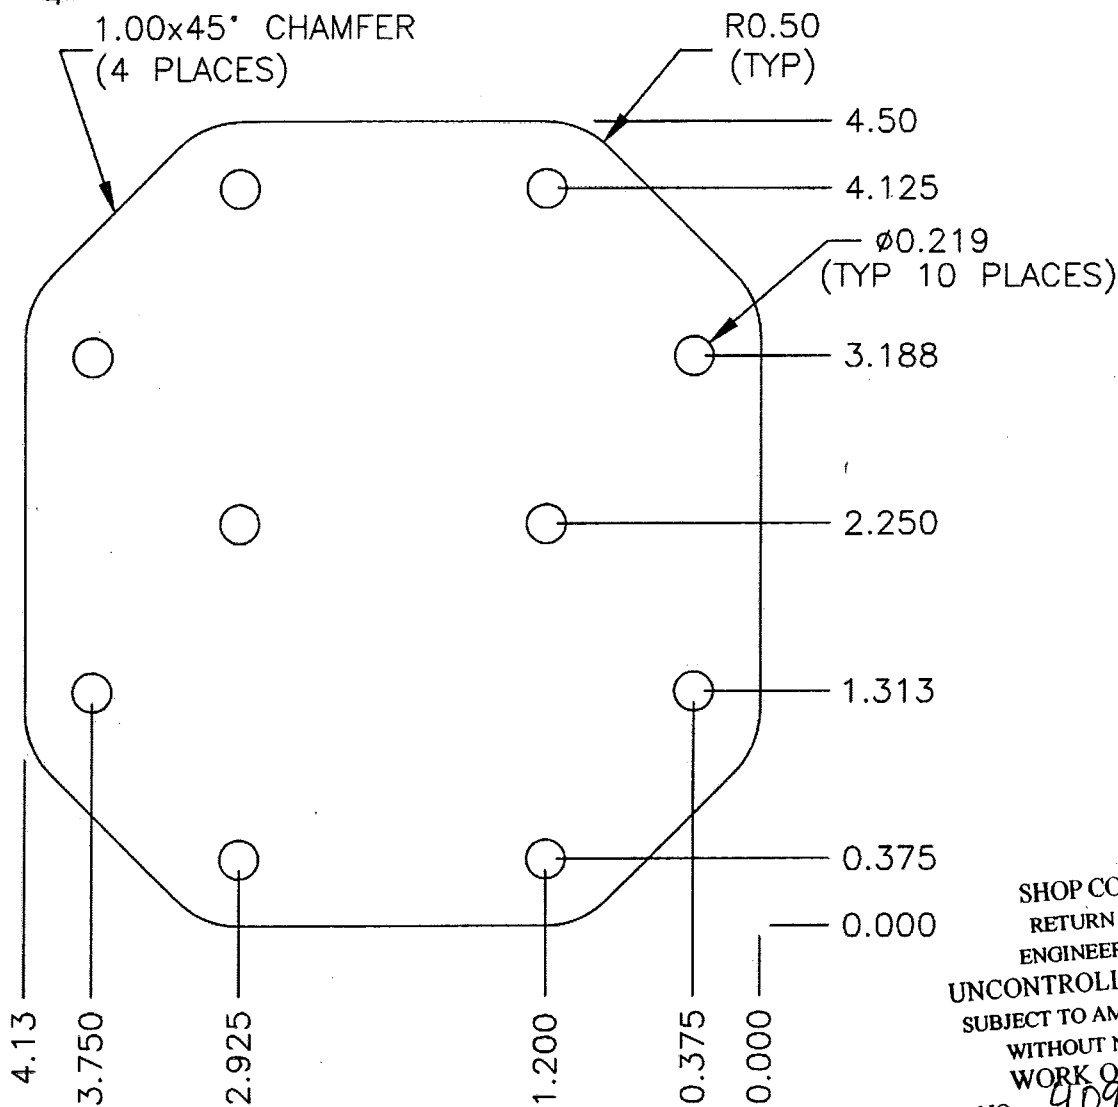 1.00x45° CHAMFER
(4 PLACES)
R0.50
(TYP)
4.50
4.125
ø0.219
(TYP 10 PLACES)
3.188
2.250
1.313
0.375
0.000
4.13
3.750
2.925
1.200
0.375
0.000
SHOP CO
RETURN
ENGINEER
UNCONTROLL
SUBJECT TO AM
WITHOUT N
WORK O